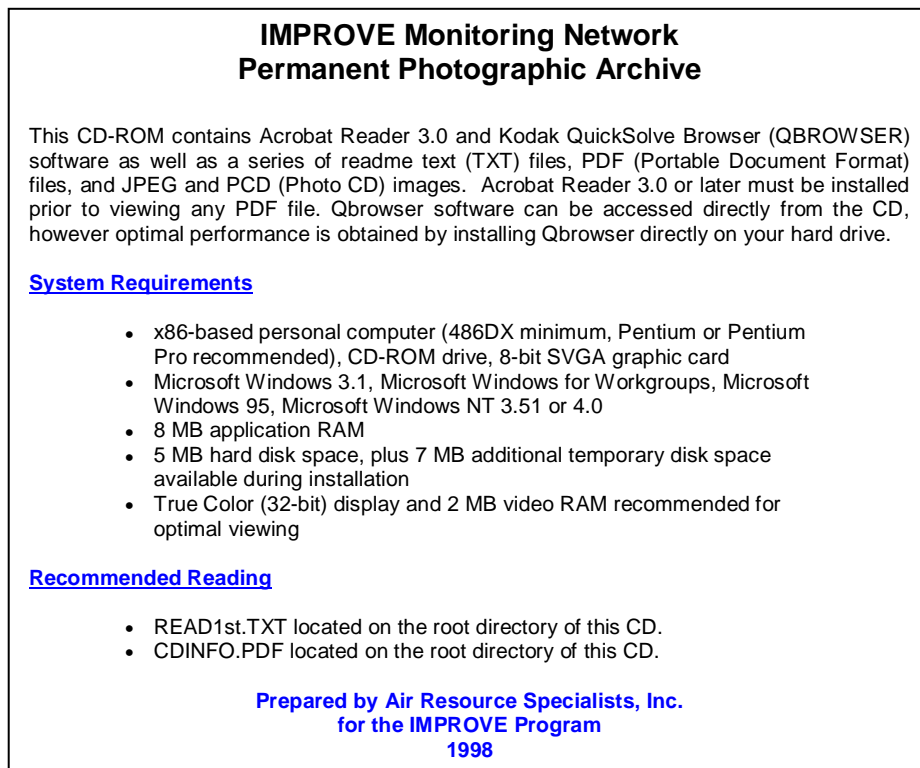 IMPROVE Monitoring Network
Permanent Photographic Archive
This CD-ROM contains Acrobat Reader 3.0 and Kodak QuickSolve Browser (QBROWSER)
software as well as a series of readme text (TXT) files, PDF (Portable Document Format)
files, and JPEG and PCD (Photo CD) images. Acrobat Reader 3.0 or later must be installed
prior to viewing any PDF file. Qbrowser software can be accessed directly from the CD,
however optimal performance is obtained by installing Qbrowser directly on your hard drive.
System Requirements
• x86-based personal computer (486DX minimum, Pentium or Pentium
Pro recommended), CD-ROM drive, 8-bit SVGA graphic card
• Microsoft Windows 3.1, Microsoft Windows for Workgroups, Microsoft
Windows 95, Microsoft Windows NT 3.51 or 4.0
• 8 MB application RAM
• 5 MB hard disk space, plus 7 MB additional temporary disk space
available during installation
• True Color (32-bit) display and 2 MB video RAM recommended for
optimal viewing
Recommended Reading
• READ1st.TXT located on the root directory of this CD.
• CDINFO.PDF located on the root directory of this CD.
Prepared by Air Resource Specialists, Inc.
for the IMPROVE Program
1998